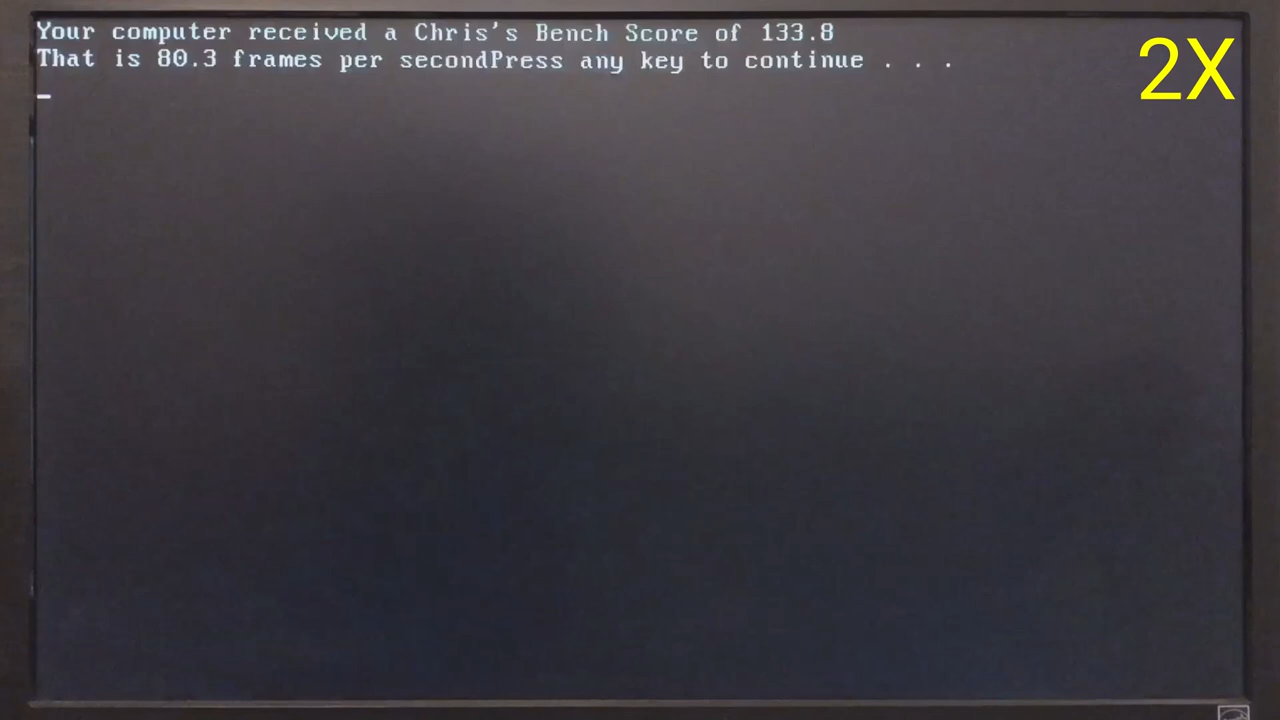 Your computer received a Chris's Bench Score of 133.8
That is 80.3 frames per secondPress any key to continue . . .
2X